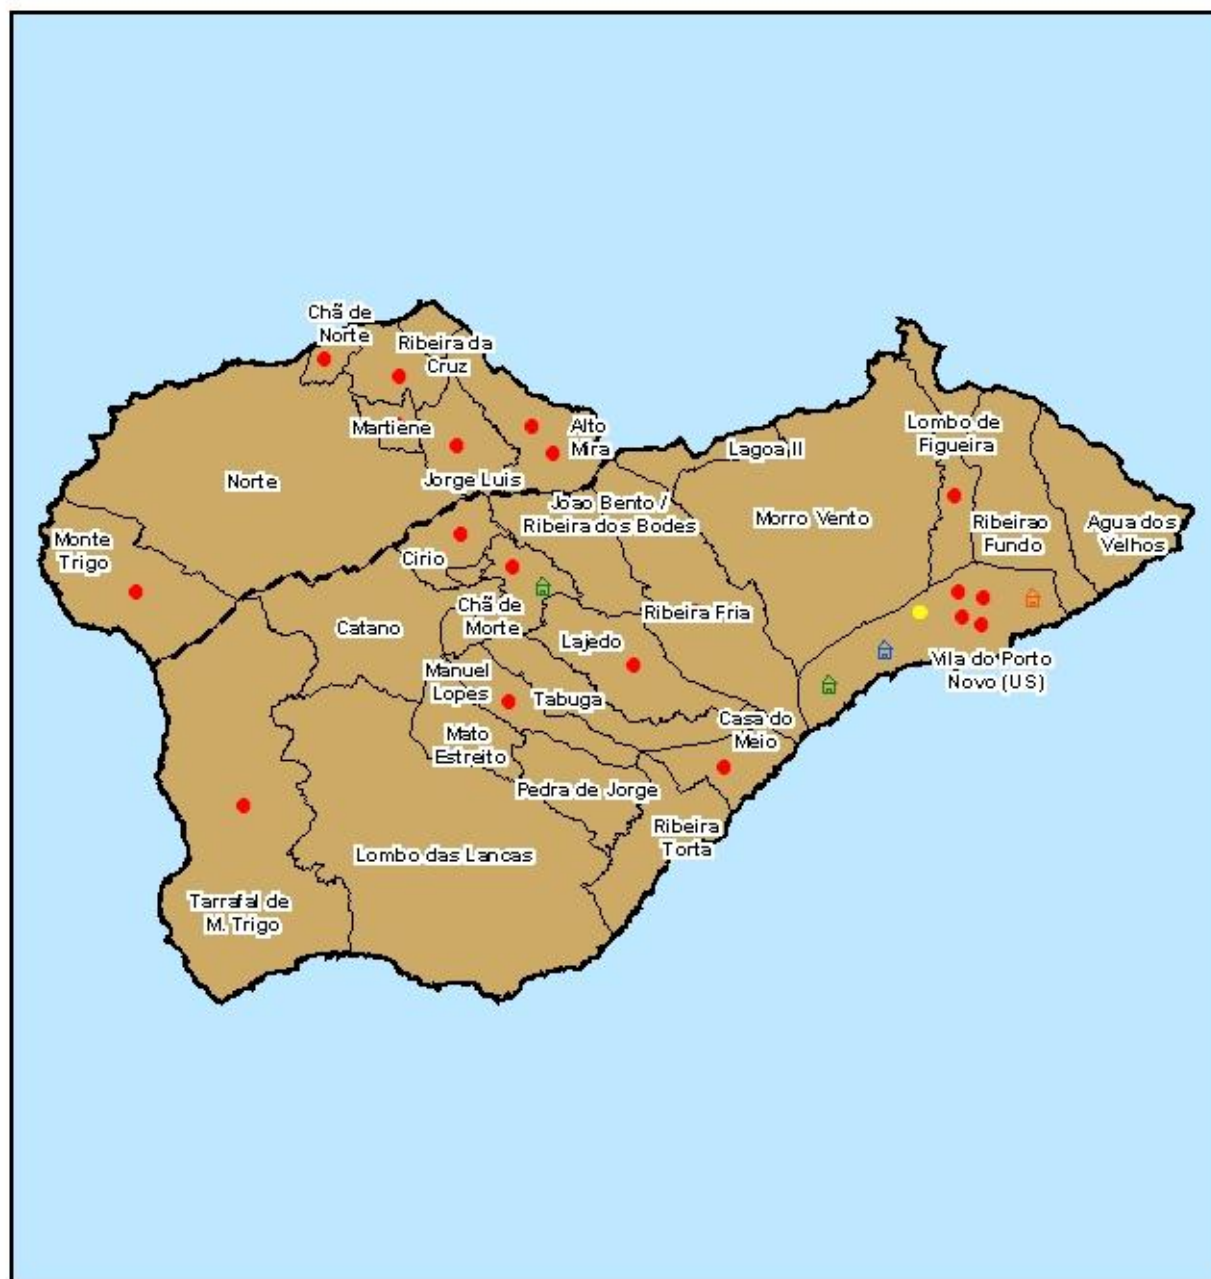 Chã de
Norte
Ribeira da
Cruz
Martiene
Alto
Mira
Jorge Luis
Norte
Lagoa II
Lombo de
Figueira
Joao Bento /
Ribeira dos Bodes
Morro Vento
Ribeirao
Fundo
Agua dos
Velhos
Monte
Trigo
Cirio
Chã de
Morte
Ribeira Fria
Catano
Lajedo
Vila do Porto
Novo (US)
Manuel
Lopes
Tabuga
Casa do
Meio
Mato
Estreito
Pedra de Jorge
Ribeira
Torta
Lombo das Lancas
Tarrafal de
M. Trigo